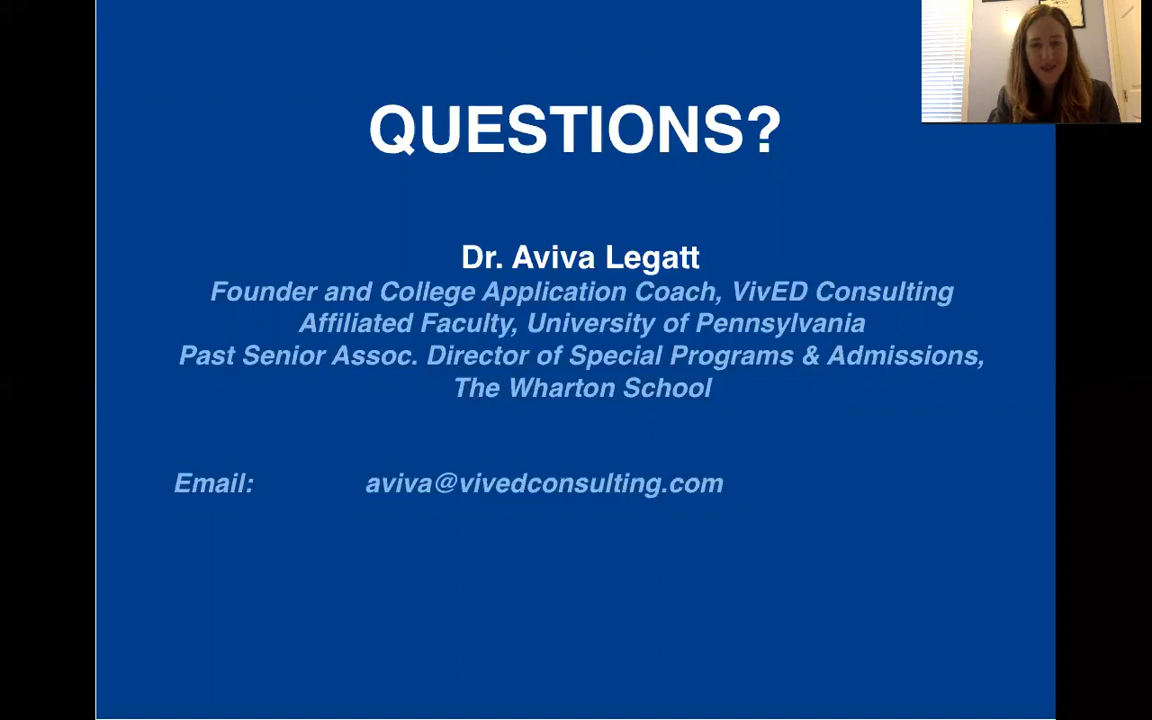 QUESTIONS?
Dr. Aviva Legatt
Founder and College Application Coach, VivED Consulting
Affiliated Faculty, University of Pennsylvania
Past Senior Assoc. Director of Special Programs & Admissions,
The Wharton School
Email: aviva@vivedconsulting.com